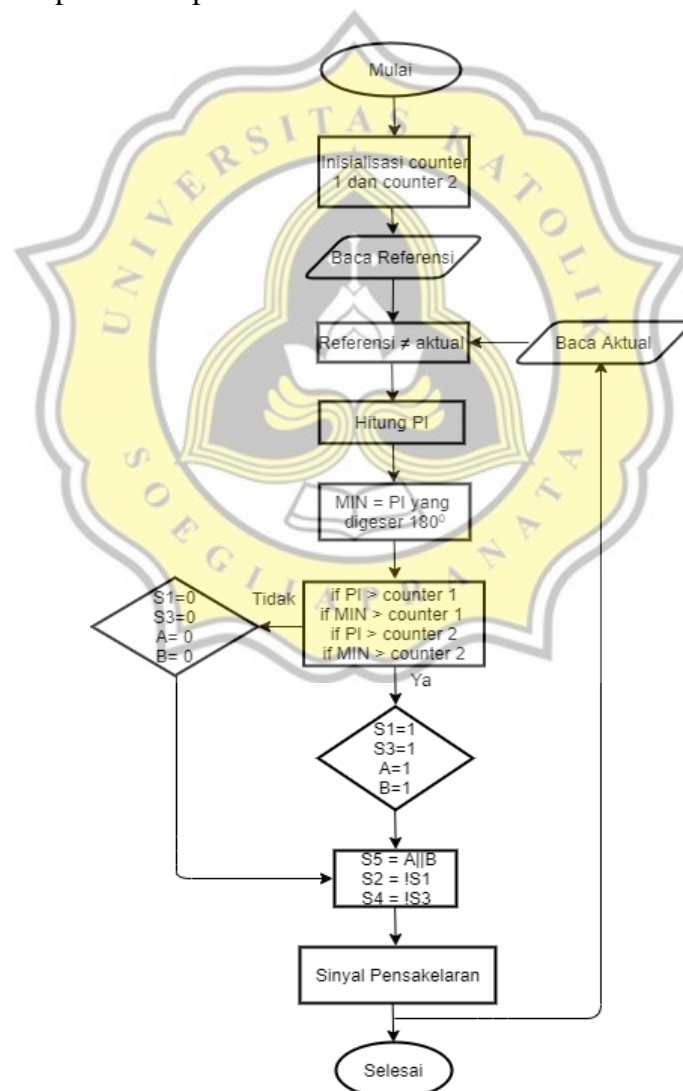 Mulai
Inisialisasi counter
1 dan counter 2
Baca Referensi
Referensi ≠ aktual
Baca Aktual
Hitung PI
MIN = PI yang
digeser 180⁰
if PI > counter 1
if MIN > counter 1
if PI > counter 2
if MIN > counter 2
Tidak
S1=0
S3=0
A= 0
B= 0
Ya
S1=1
S3=1
A=1
B=1
S5 = A||B
S2 = !S1
S4 = !S3
Sinyal Pensakelaran
Selesai
UNIVERSITAS KATOLIK
SOEGIJAPRANATA